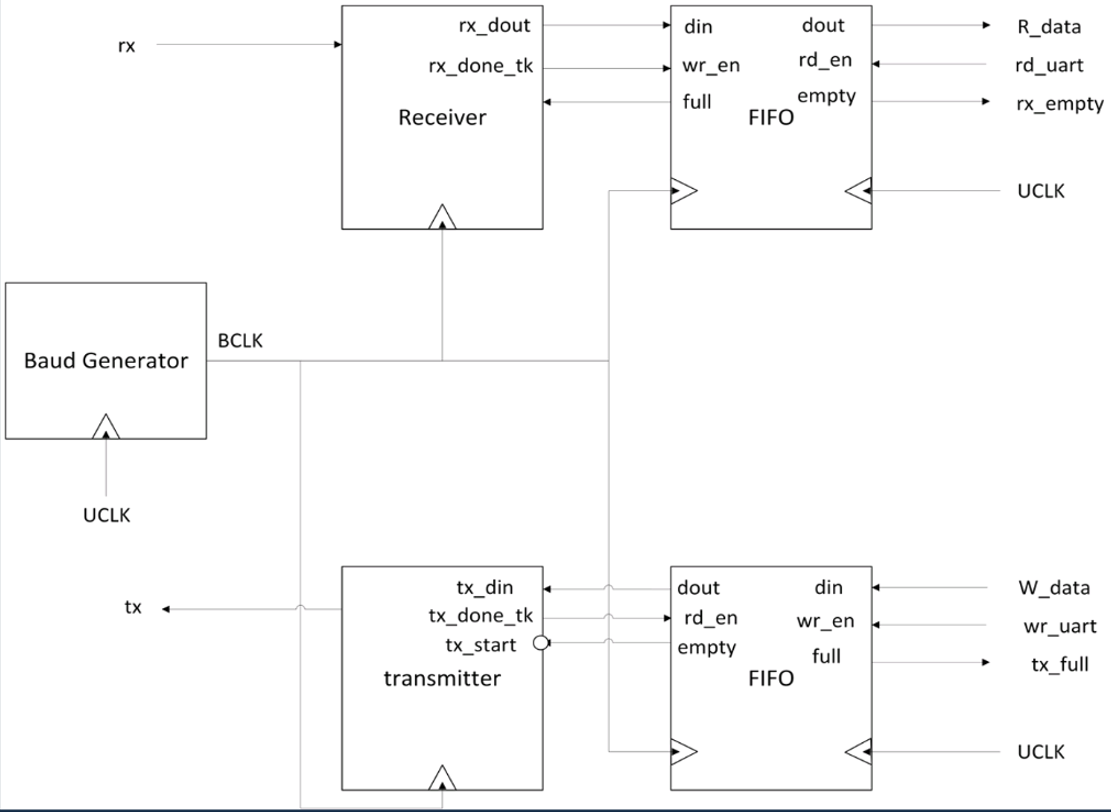 rx
rx_dout
rx_done_tk
Receiver
din
wr_en
full
dout
rd_en
empty
FIFO
R_data
rd_uart
rx_empty
UCLK
Baud Generator
BCLK
UCLK
tx
tx_din
tx_done_tk
tx_start
transmitter
dout
rd_en
empty
din
wr_en
full
FIFO
W_data
wr_uart
tx_full
UCLK